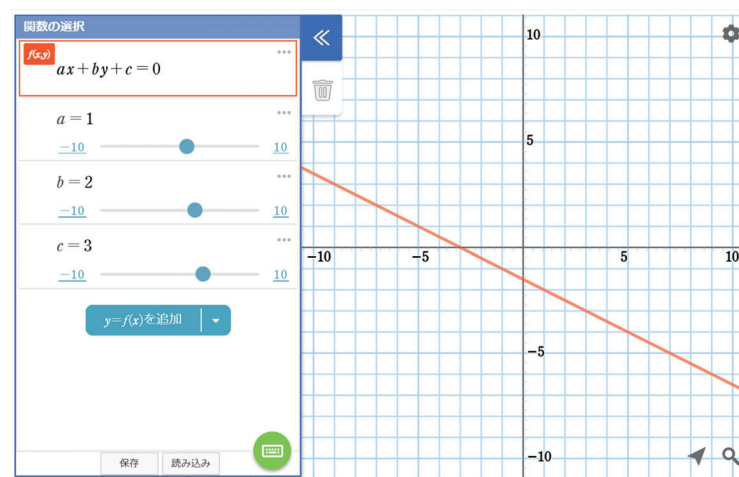 関数の選択
f(x,y)
ax+by+c=0
a=1
−10 10
b=2
−10 10
c=3
−10 10
y=f(x)を追加
保存 読み込み
10
5
−10 −5 5 10
−5
−10